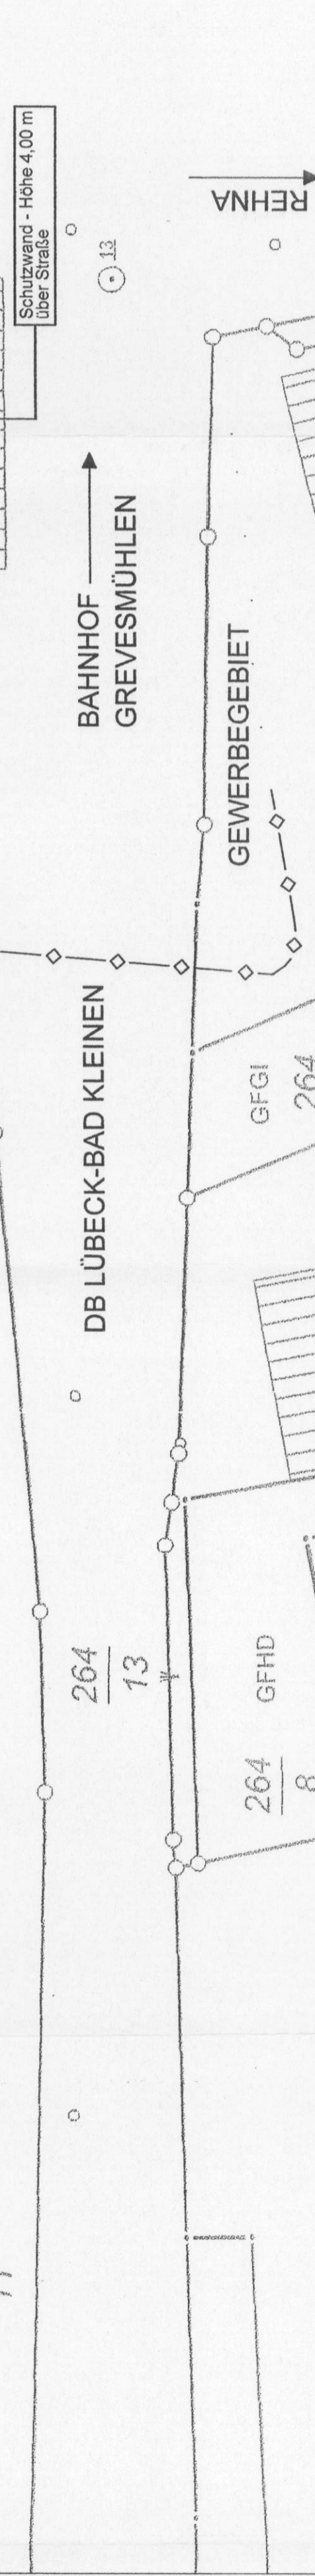 Schutzwand - Höhe 4,00 m
über Straße
13
REHNA
BAHNHOF
GREVESMÜHLEN
GEWERBEGEBIET
DB LÜBECK-BAD KLEINEN
GFGI
264
264
13
GFHD
264
8